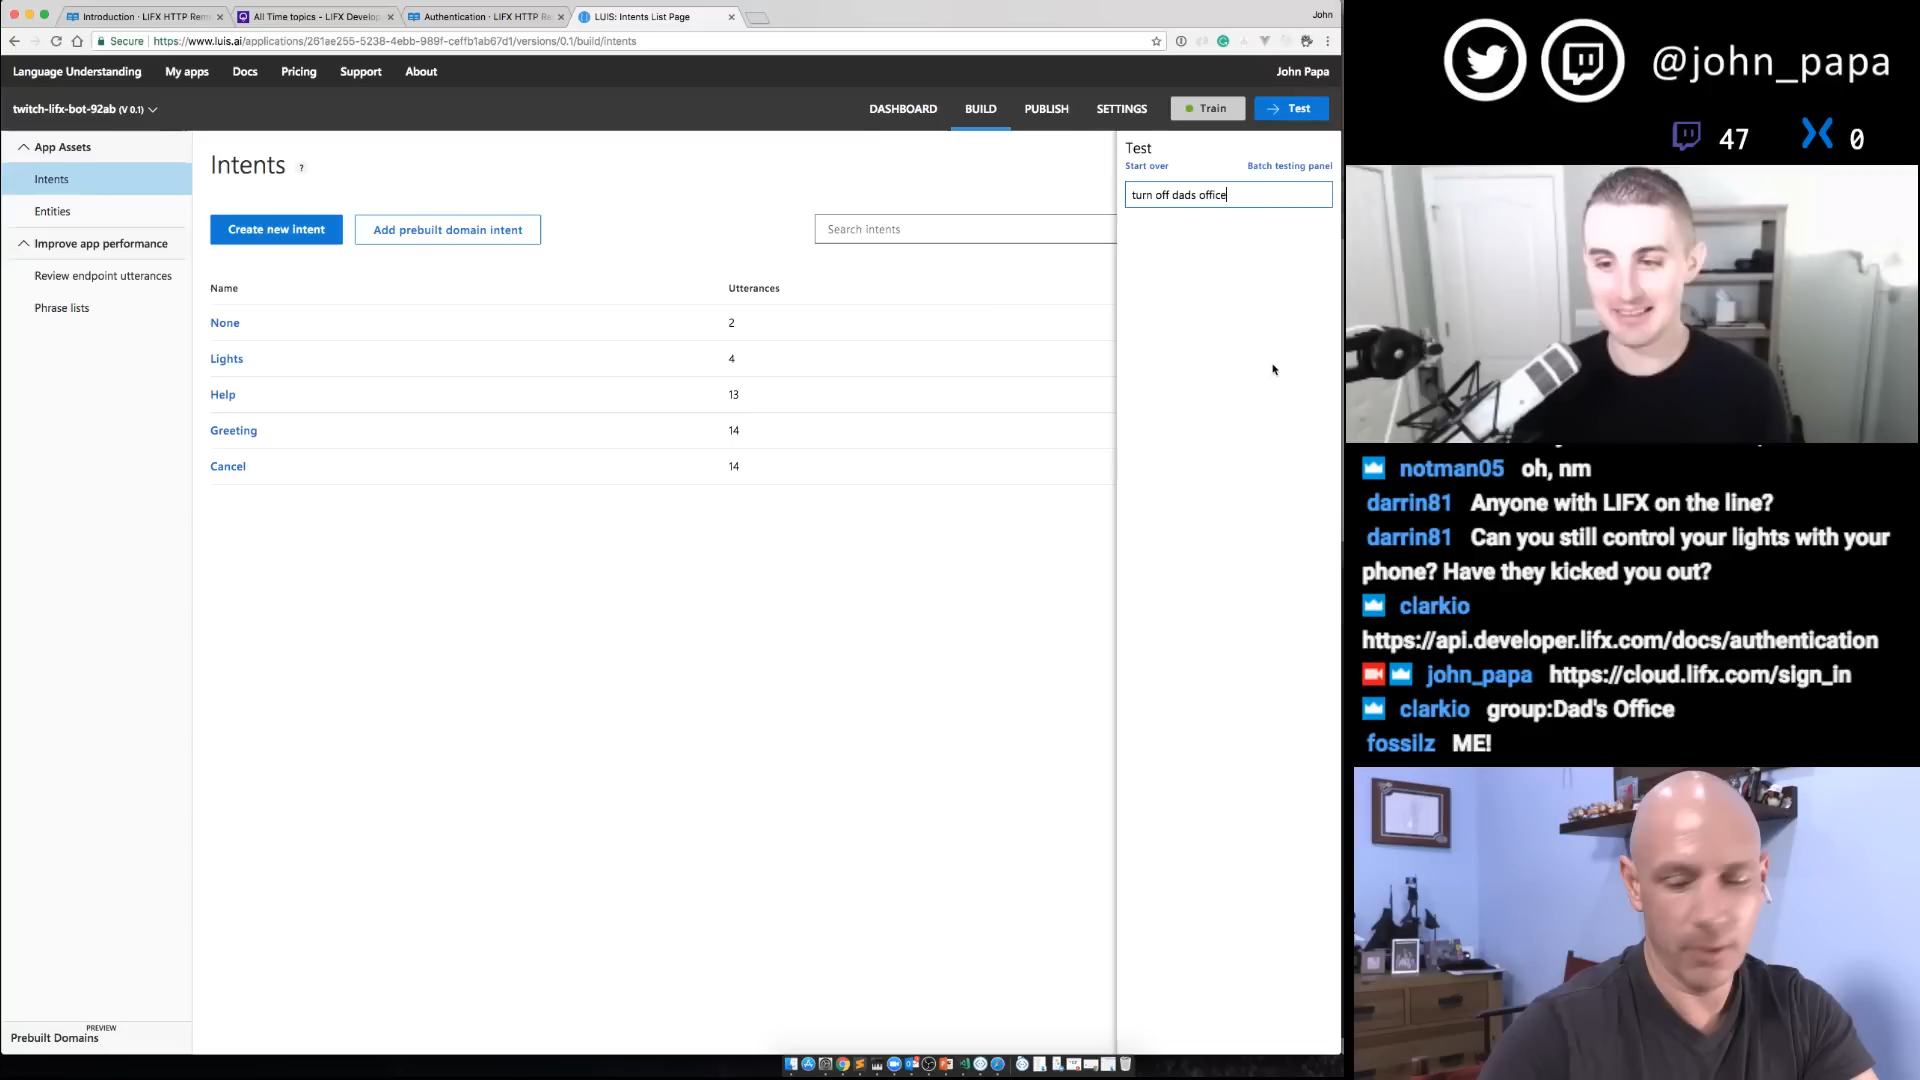 Introduction · LIFX HTTP Rem
All Time topics - LIFX Develop
Authentication · LIFX HTTP Re
LUIS: Intents List Page
John
Secure
https://www.luis.ai/applications/261ae255-5238-4ebb-989f-ceffb1ab67d1/versions/0.1/build/intents
Language Understanding
My apps
Docs
Pricing
Support
About
John Papa
twitch-lifx-bot-92ab (V 0.1)
DASHBOARD
BUILD
PUBLISH
SETTINGS
Train
Test
App Assets
Intents
Entities
Improve app performance
Review endpoint utterances
Phrase lists
Prebuilt Domains
PREVIEW
Intents ?
Create new intent
Add prebuilt domain intent
Search intents
Name Utterances
None 2
Lights 4
Help 13
Greeting 14
Cancel 14
Test
Start over
Batch testing panel
turn off dads office
@john_papa
47
0
notman05 oh, nm
darrin81 Anyone with LIFX on the line?
darrin81 Can you still control your lights with your
phone? Have they kicked you out?
clarkio
https://api.developer.lifx.com/docs/authentication
john_papa https://cloud.lifx.com/sign_in
clarkio group:Dad's Office
fossilz ME!